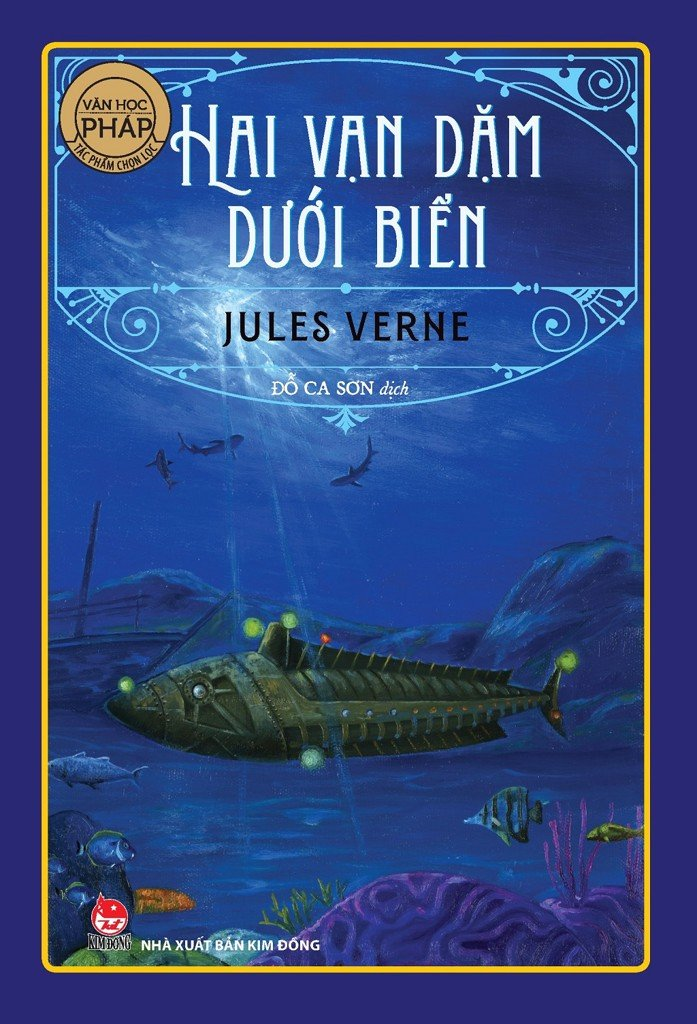 VĂN HỌC
PHÁP
TÁC PHẨM CHỌN LỌC
HAI VẠN DẶM
DƯỚI BIỂN
JULES VERNE
ĐỖ CA SƠN dịch
KIM ĐỒNG
NHÀ XUẤT BẢN KIM ĐỒNG